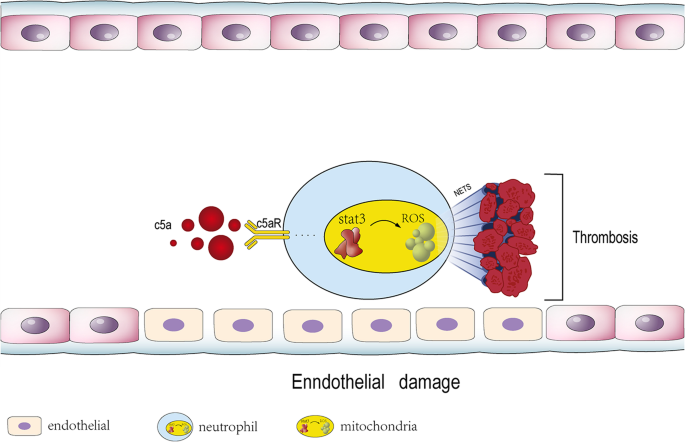 NETS
c5a
c5aR
stat3
ROS
Thrombosis
Enndothelial damage
endothelial
neutrophil
mitochondria